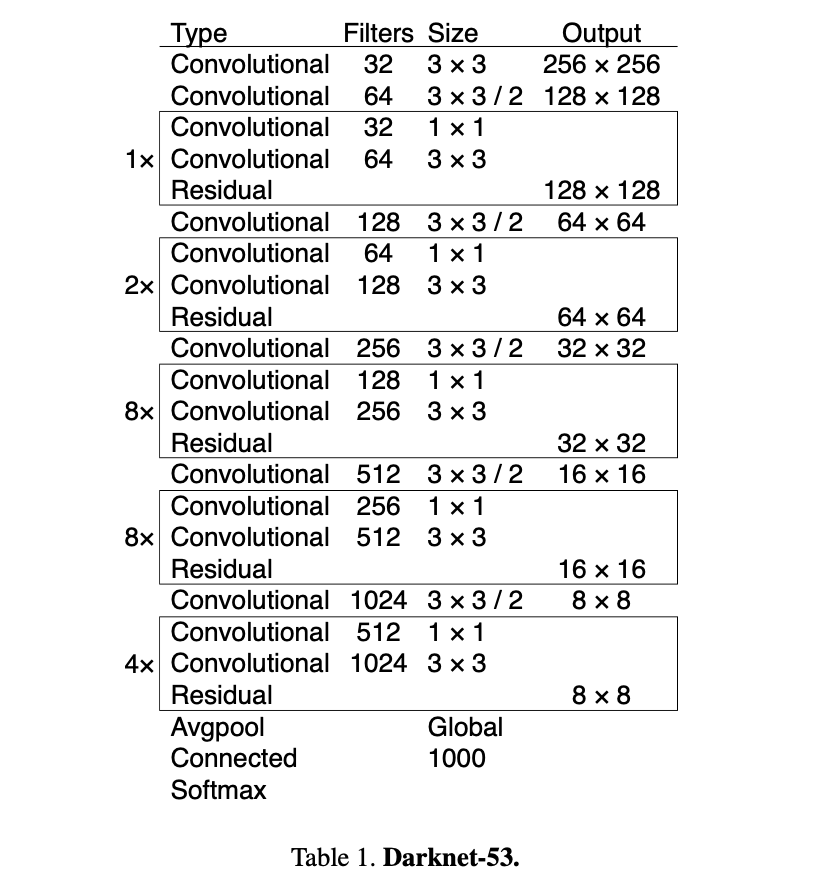 Type Filters Size Output
Convolutional 32 3 × 3 256 × 256
Convolutional 64 3 × 3 / 2 128 × 128
Convolutional 32 1 × 1
1× Convolutional 64 3 × 3
Residual 128 × 128
Convolutional 128 3 × 3 / 2 64 × 64
Convolutional 64 1 × 1
2× Convolutional 128 3 × 3
Residual 64 × 64
Convolutional 256 3 × 3 / 2 32 × 32
Convolutional 128 1 × 1
8× Convolutional 256 3 × 3
Residual 32 × 32
Convolutional 512 3 × 3 / 2 16 × 16
Convolutional 256 1 × 1
8× Convolutional 512 3 × 3
Residual 16 × 16
Convolutional 1024 3 × 3 / 2 8 × 8
Convolutional 512 1 × 1
4× Convolutional 1024 3 × 3
Residual 8 × 8
Avgpool Global
Connected 1000
Softmax
Table 1. Darknet-53.